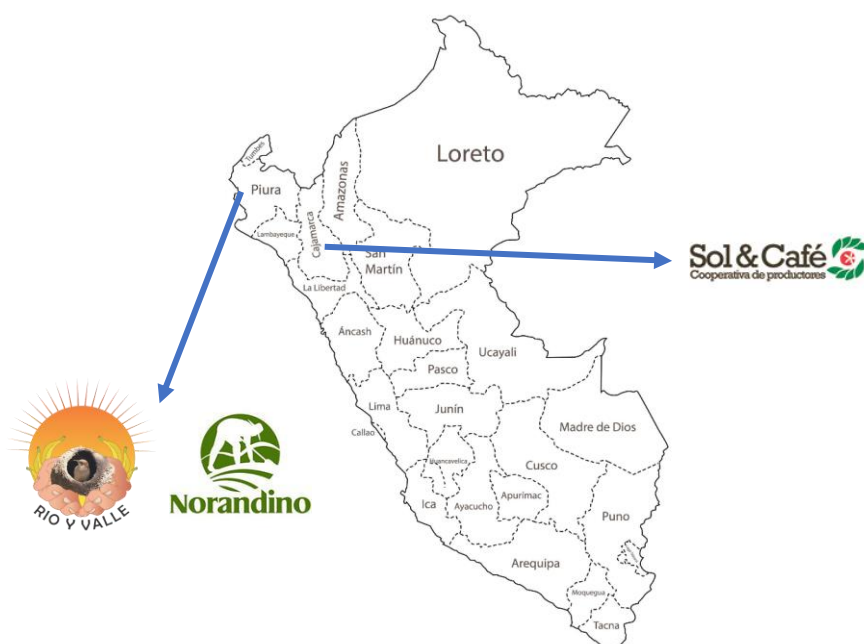 Tumbes
Loreto
Piura
Amazonas
Lambayeque
Cajamarca
San
Martín
Sol & Café
Cooperativa de productores
La Libertad
Áncash
Huánuco
Ucayali
Pasco
Lima
Junín
Callao
Madre de Dios
Huancavelica
Cusco
RIO Y VALLE
Norandino
Ica
Ayacucho
Apurímac
Puno
Arequipa
Moquegua
Tacna